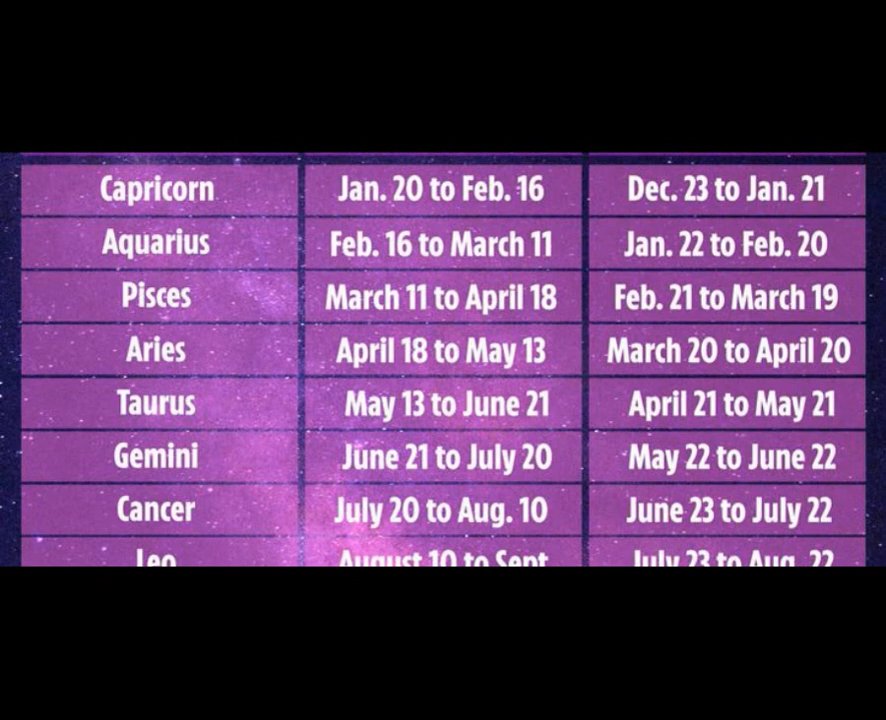 Capricorn Jan. 20 to Feb. 16 Dec. 23 to Jan. 21
Aquarius Feb. 16 to March 11 Jan. 22 to Feb. 20
Pisces March 11 to April 18 Feb. 21 to March 19
Aries April 18 to May 13 March 20 to April 20
Taurus May 13 to June 21 April 21 to May 21
Gemini June 21 to July 20 May 22 to June 22
Cancer July 20 to Aug. 10 June 23 to July 22
Leo August 10 to Sept July 23 to Aug. 22